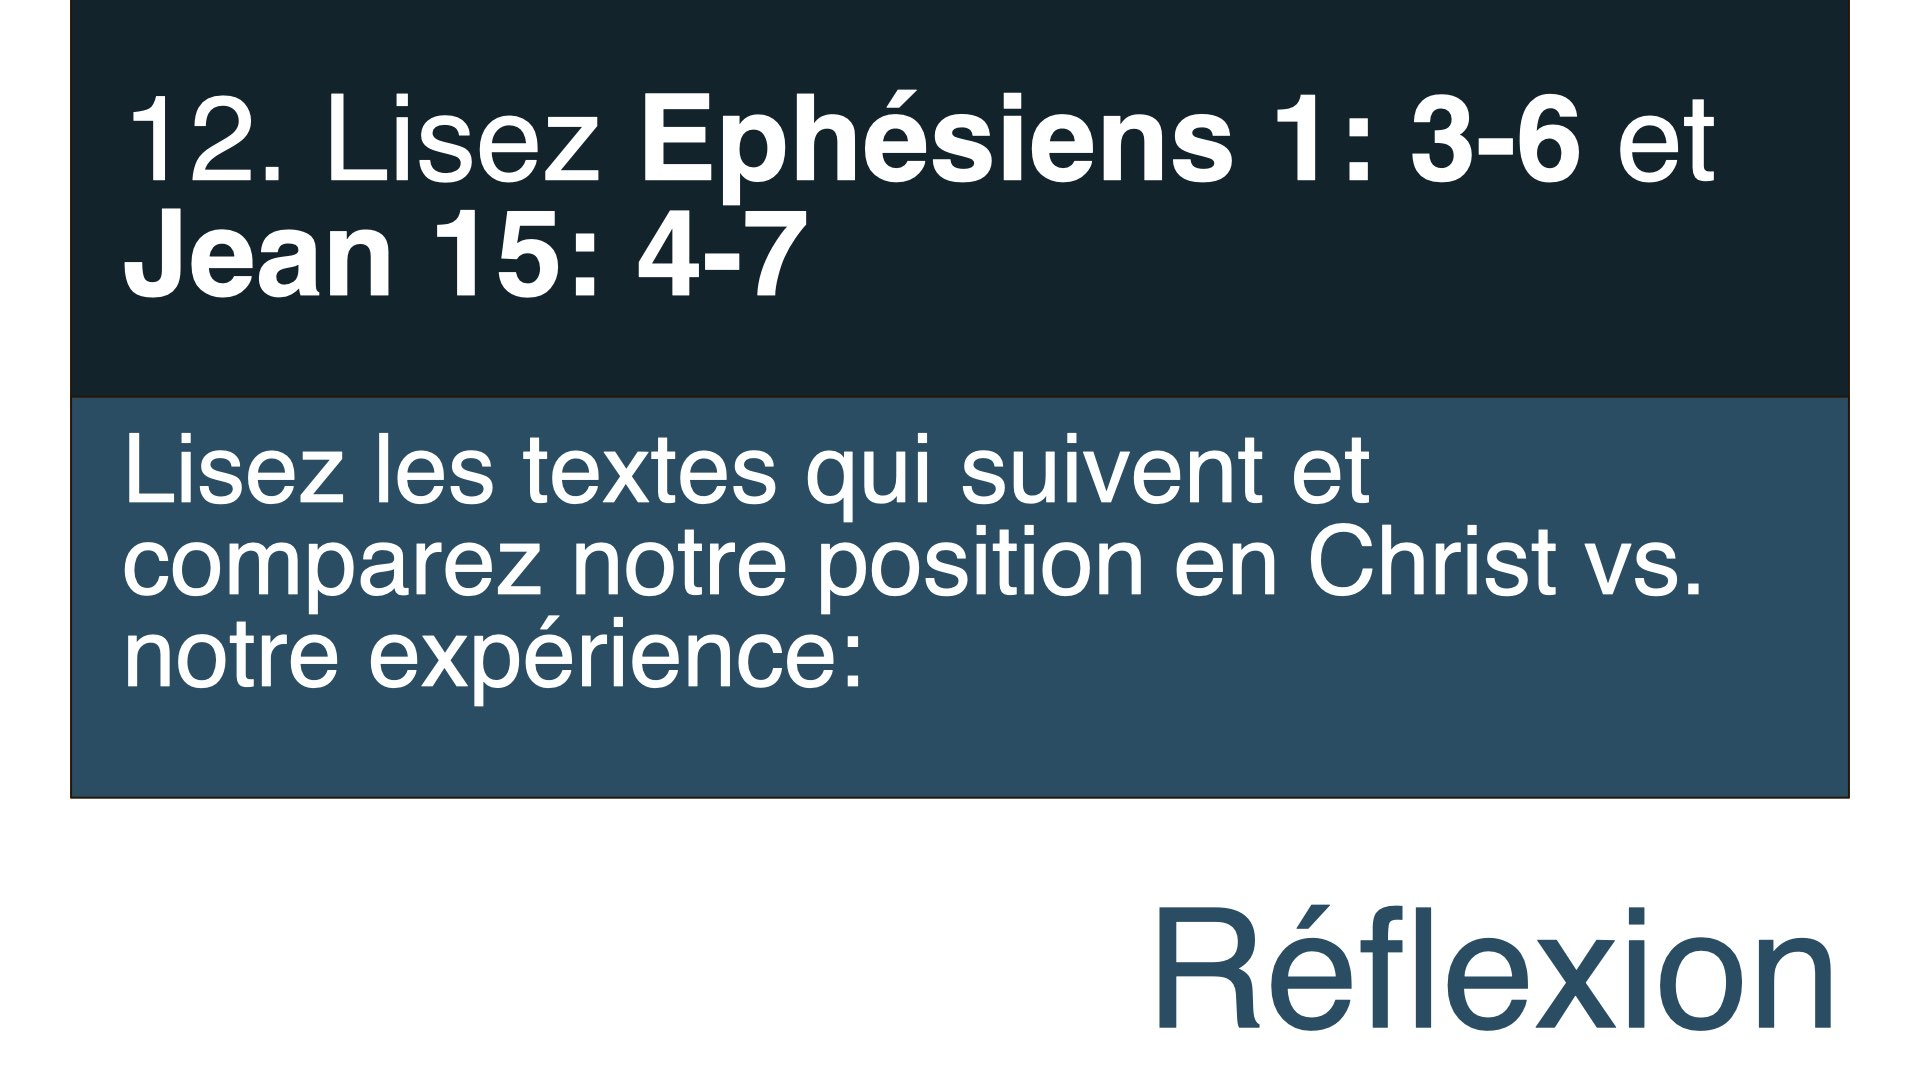 12. Lisez Ephésiens 1: 3-6 et
Jean 15: 4-7
Lisez les textes qui suivent et
comparez notre position en Christ vs.
notre expérience:
Réflexion